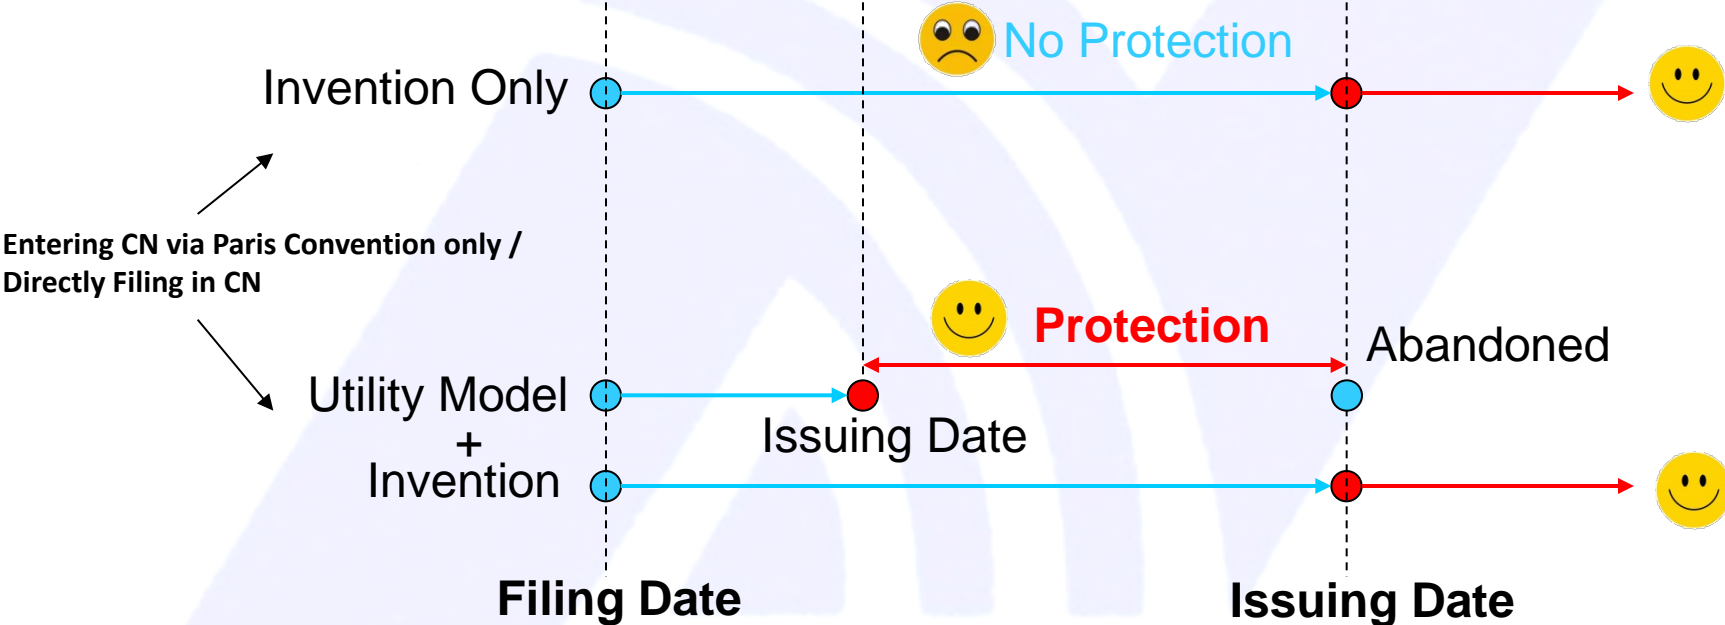 No Protection
Invention Only
Entering CN via Paris Convention only /
Directly Filing in CN
Protection
Abandoned
Utility Model
+
Invention
Issuing Date
Filing Date
Issuing Date